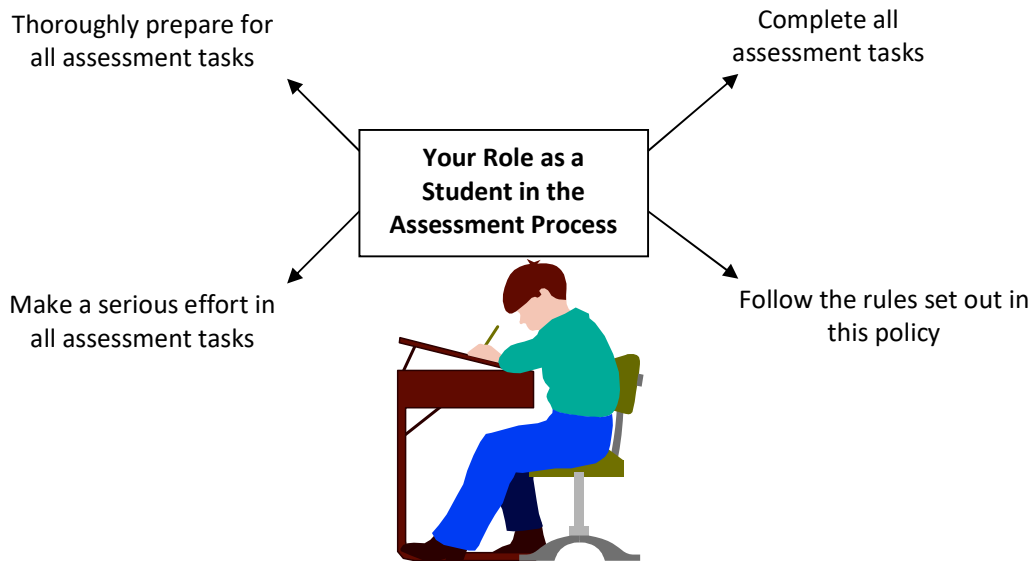 Thoroughly prepare for
all assessment tasks
Complete all
assessment tasks
Your Role as a
Student in the
Assessment Process
Make a serious effort in
all assessment tasks
Follow the rules set out in
this policy